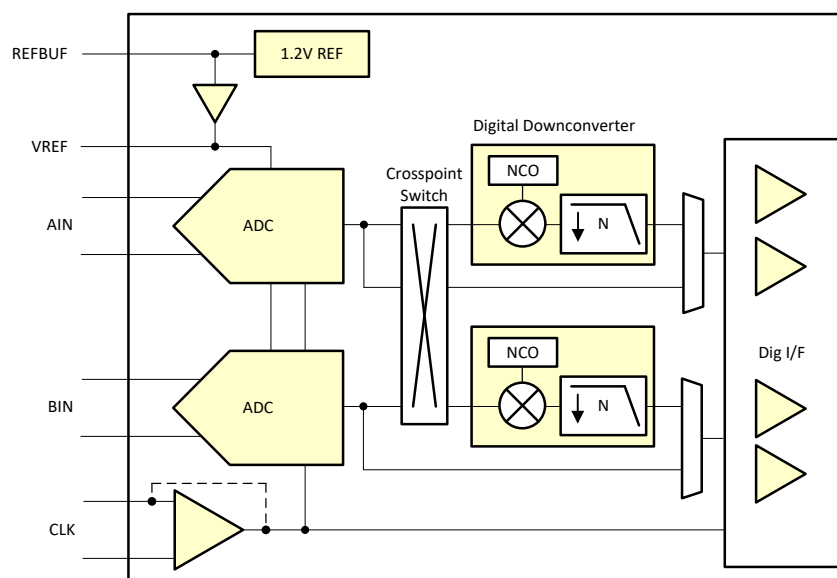 REFBUF
1.2V REF
VREF
Digital Downconverter
NCO
Crosspoint
Switch
AIN
ADC
N
NCO
Dig I/F
BIN
ADC
N
CLK